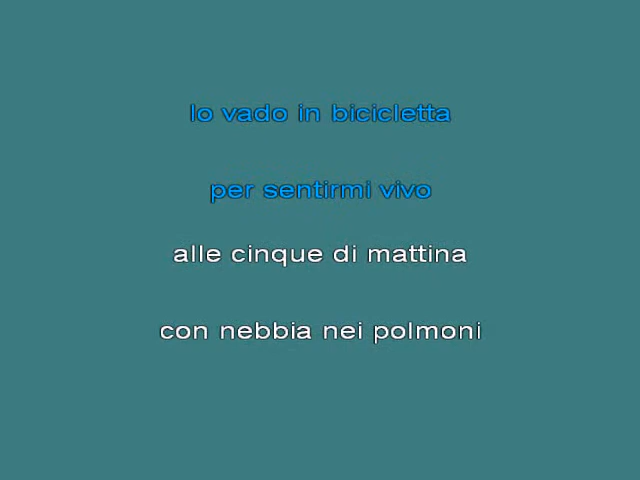 Io vado in bicicletta
per sentirmi vivo
alle cinque di mattina
con nebbia nei polmoni